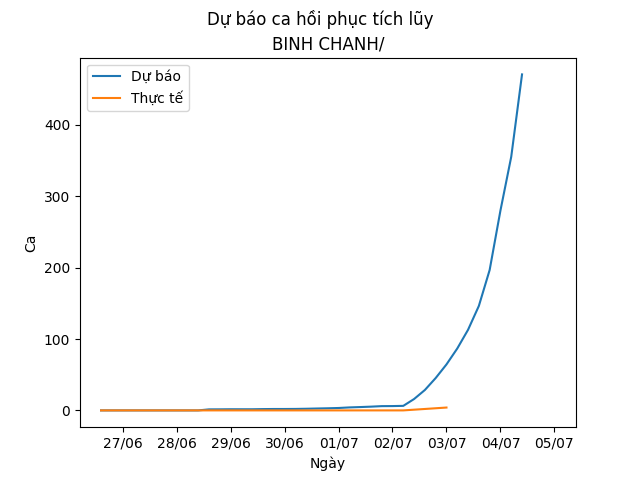 Dự báo ca hồi phục tích lũy
BINH CHANH/
Dự báo
Thực tế
400
300
200
100
0
Ca
27/06 28/06 29/06 30/06 01/07 02/07 03/07 04/07 05/07
Ngày